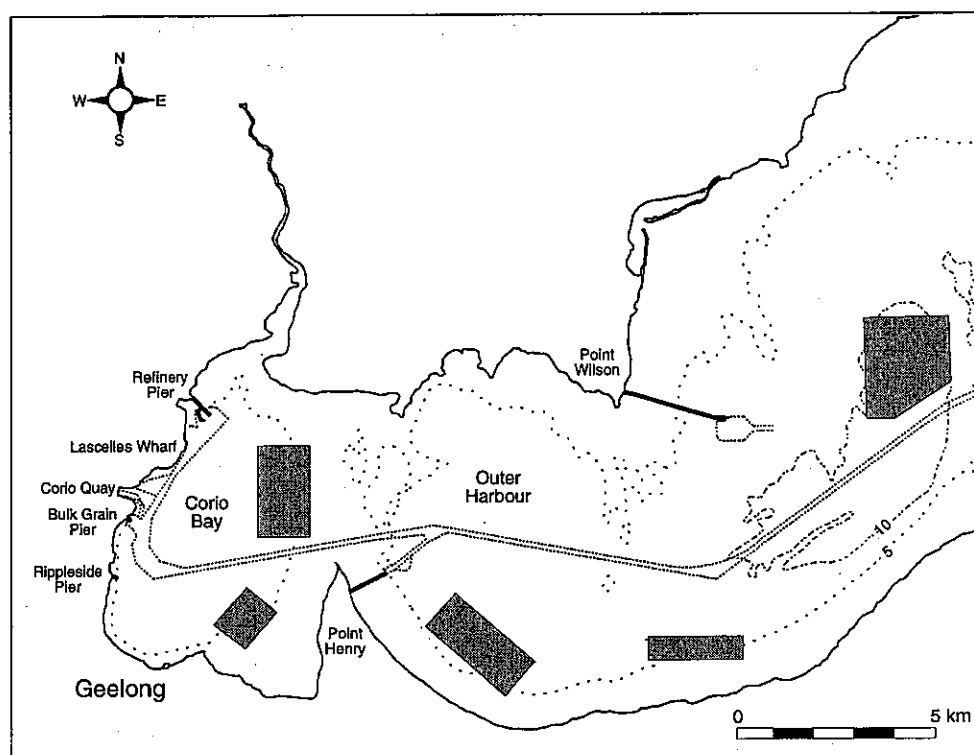 N
W E
S
Point
Wilson
Refinery
Pier
Lascelles Wharf
Corio Quay
Bulk Grain
Pier
Corio
Bay
Outer
Harbour
Rippleside
Pier
10
5
Point
Henry
Geelong
0 5 km